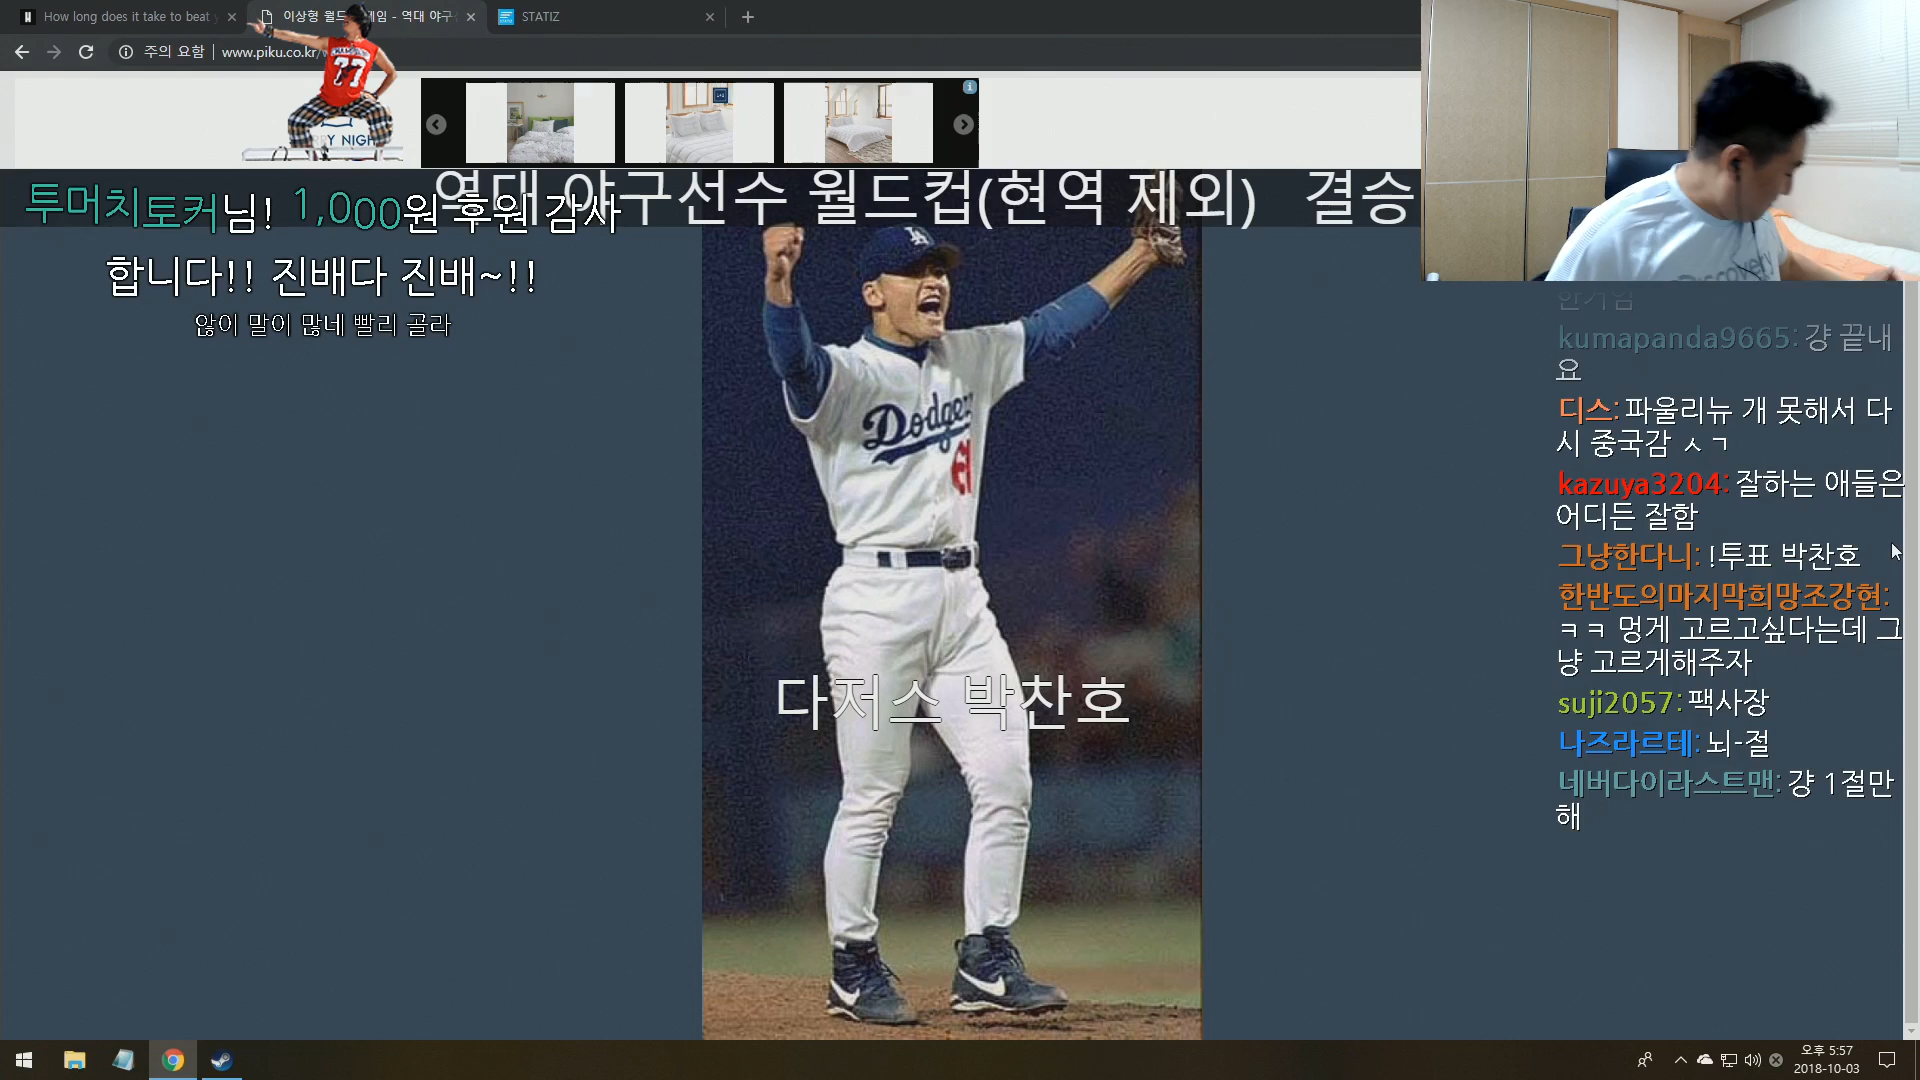 How long does it take to beat
이상형 월드
임 - 역대 야구
STATIZ
주의 요함
www.piku.co.kr/
77
역대 야구선수 월드컵(현역 제외) 결승
투머치토커님! 1,000원 후원 감사
합니다!! 진배다 진배~!!
않이 말이 많네 빨리 골라
LA
Dodgers
61
다저스 박찬호
Discovery
한거임
kumapanda9665: 걍 끝내
요
디스: 파울리뉴 개 못해서 다
시 중국감 ㅅㄱ
kazuya3204: 잘하는 애들은
어디든 잘함
그냥한다니: !투표 박찬호
한반도의마지막희망조강현:
ㅋㅋ 멍게 고르고싶다는데 그
냥 고르게해주자
suji2057: 팩사장
나즈라르테: 뇌-절
네버다이라스트맨: 걍 1절만
해
오후 5:57
2018-10-03